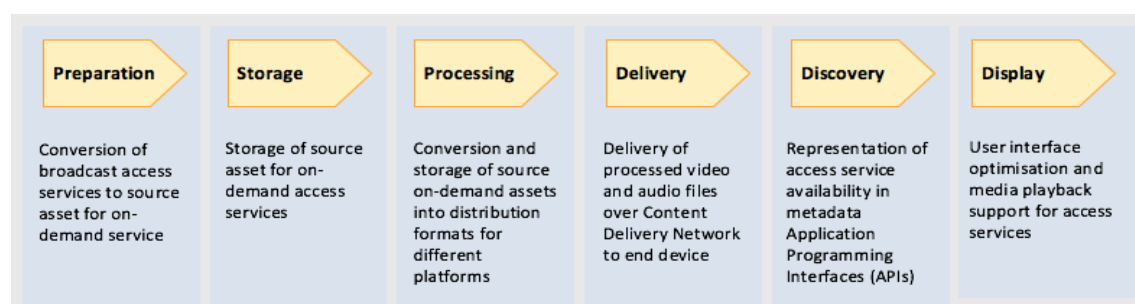 Preparation
Conversion of
broadcast access
services to source
asset for on-
demand service
Storage
Storage of source
asset for on-
demand access
services
Processing
Conversion and
storage of source
on-demand assets
into distribution
formats for
different
platforms
Delivery
Delivery of
processed video
and audio files
over Content
Delivery Network
to end device
Discovery
Representation of
access service
availability in
metadata
Application
Programming
Interfaces (APIs)
Display
User interface
optimisation and
media playback
support for access
services